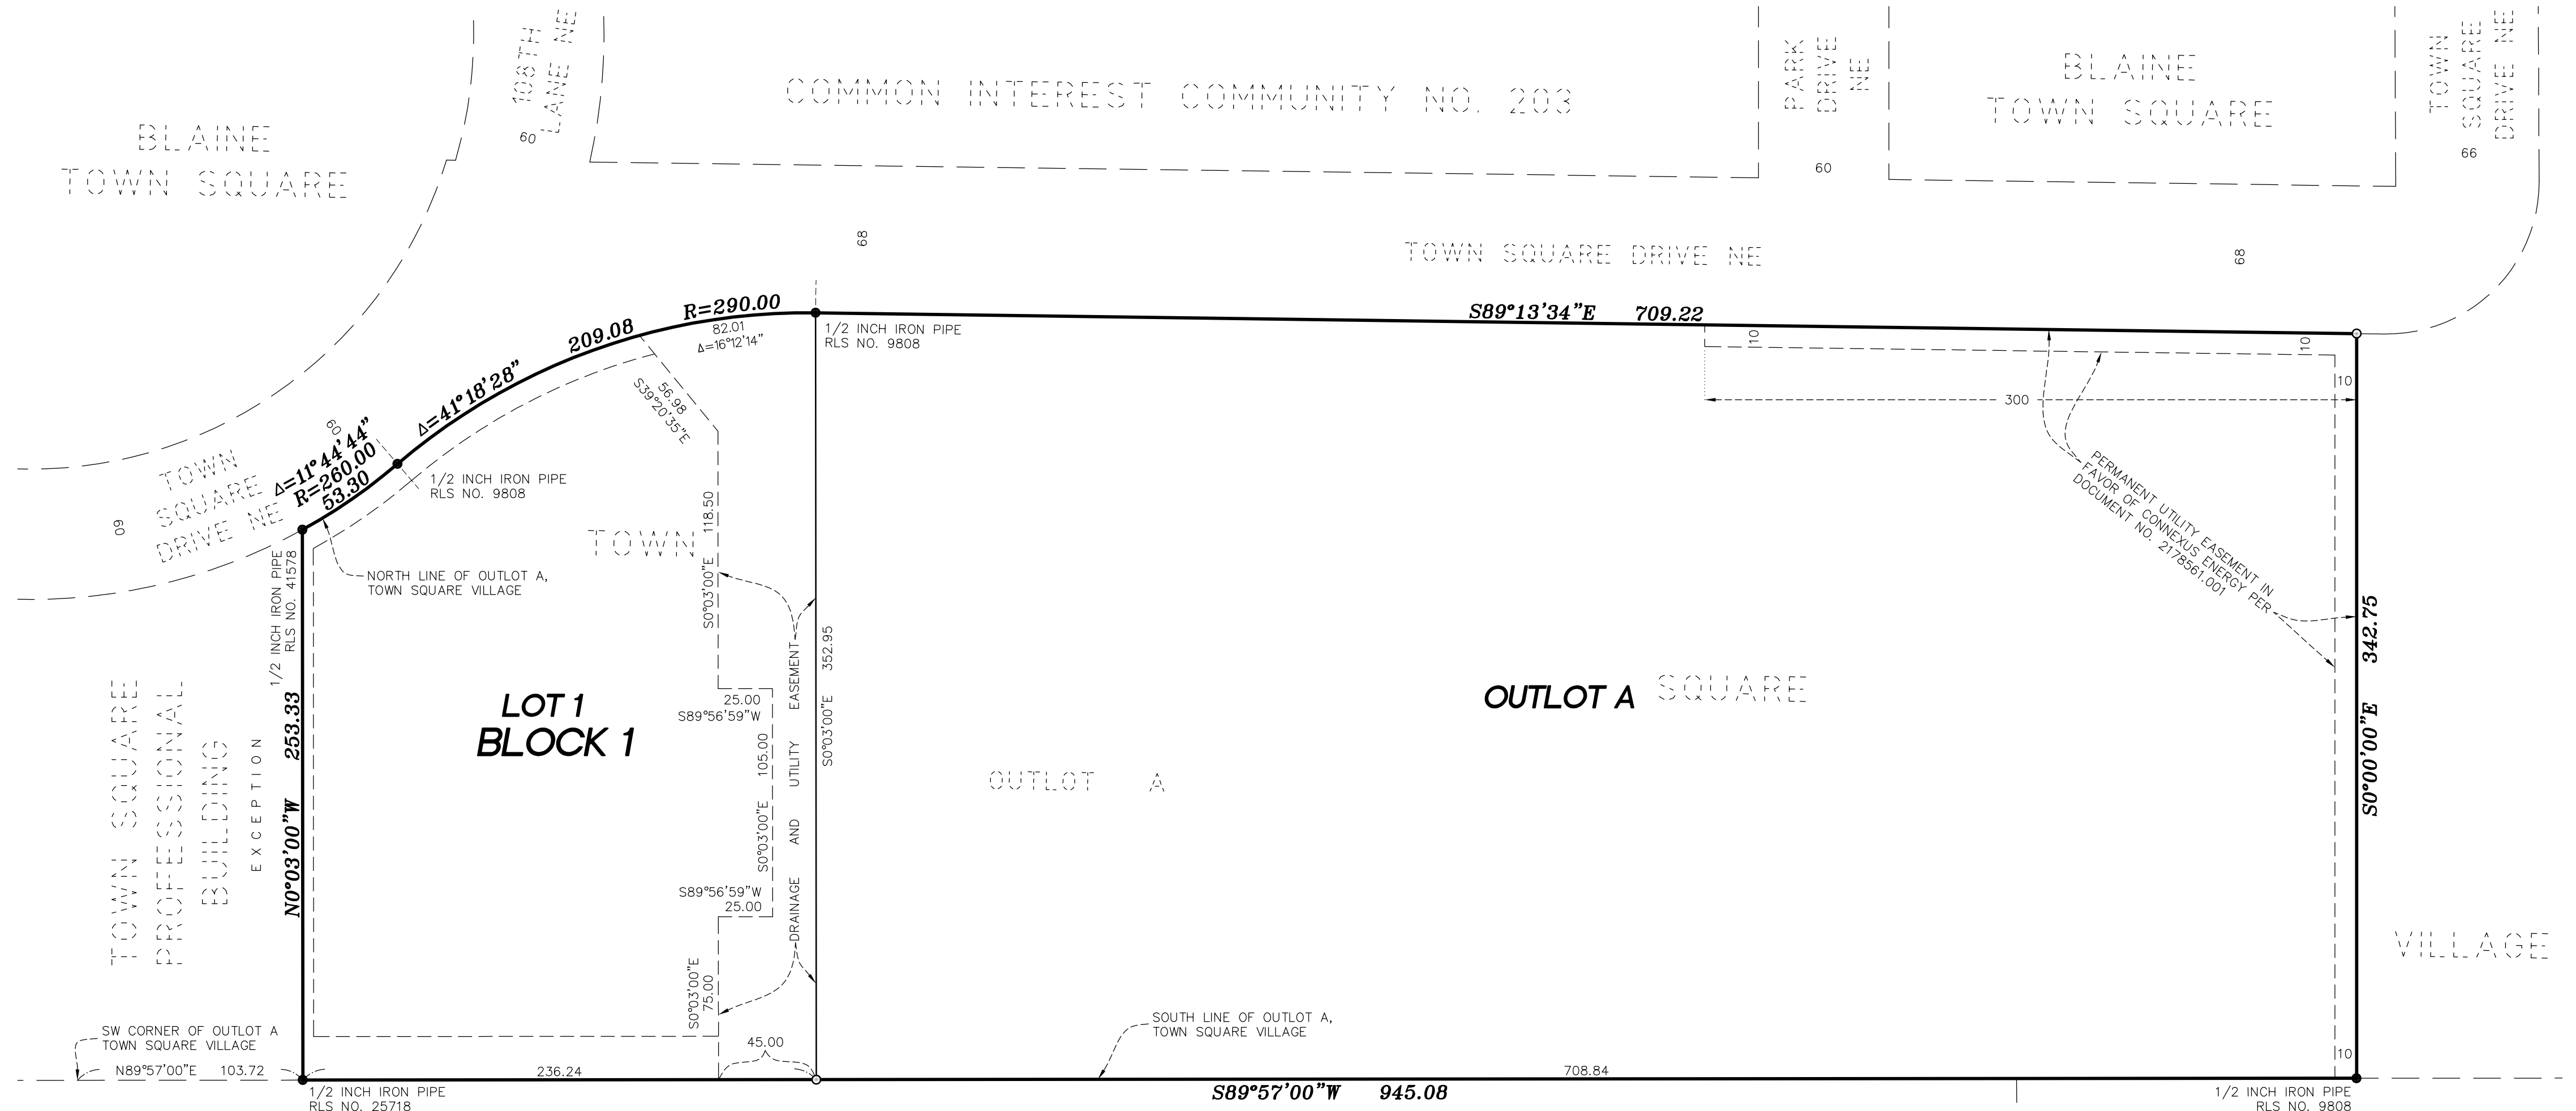 108TH
LANE NE
60
COMMON INTEREST COMMUNITY NO. 203
PARK
DRIVE
NE
60
BLAINE
TOWN SQUARE
TOWN
SQUARE
DRIVE NE
66
BLAINE
TOWN SQUARE
68
TOWN SQUARE DRIVE NE
68
R=290.00
82.01
Δ=16°12'14"
209.08
Δ=41°18'28"
1/2 INCH IRON PIPE
RLS NO. 9808
S89°13'34"E 709.22
10
10
10
300
56.98
S39°20'35"E
60
Δ=11°44'44"
R=260.00
53.30
1/2 INCH IRON PIPE
RLS NO. 9808
TOWN
SQUARE
DRIVE NE
60
PERMANENT UTILITY EASEMENT IN
FAVOR OF CONNEXUS ENERGY PER
DOCUMENT NO. 2178561.001
TOWN
118.50
S0°03'00"E
NORTH LINE OF OUTLOT A,
TOWN SQUARE VILLAGE
1/2 INCH IRON PIPE
RLS NO. 41578
S0°03'00"E 352.95
DRAINAGE AND UTILITY EASEMENT
S0°00'00"E 342.75
LOT 1
BLOCK 1
25.00
S89°56'59"W
OUTLOT A
SQUARE
OUTLOT A
N0°03'00"W 253.33
TOWN SQUARE
PROFESSIONAL
BUILDING
EXCEPTION
S0°03'00"E 105.00
S89°56'59"W
25.00
VILLAGE
S0°03'00"E
75.00
SW CORNER OF OUTLOT A
TOWN SQUARE VILLAGE
N89°57'00"E 103.72
45.00
SOUTH LINE OF OUTLOT A,
TOWN SQUARE VILLAGE
10
236.24
708.84
1/2 INCH IRON PIPE
RLS NO. 25718
S89°57'00"W 945.08
1/2 INCH IRON PIPE
RLS NO. 9808